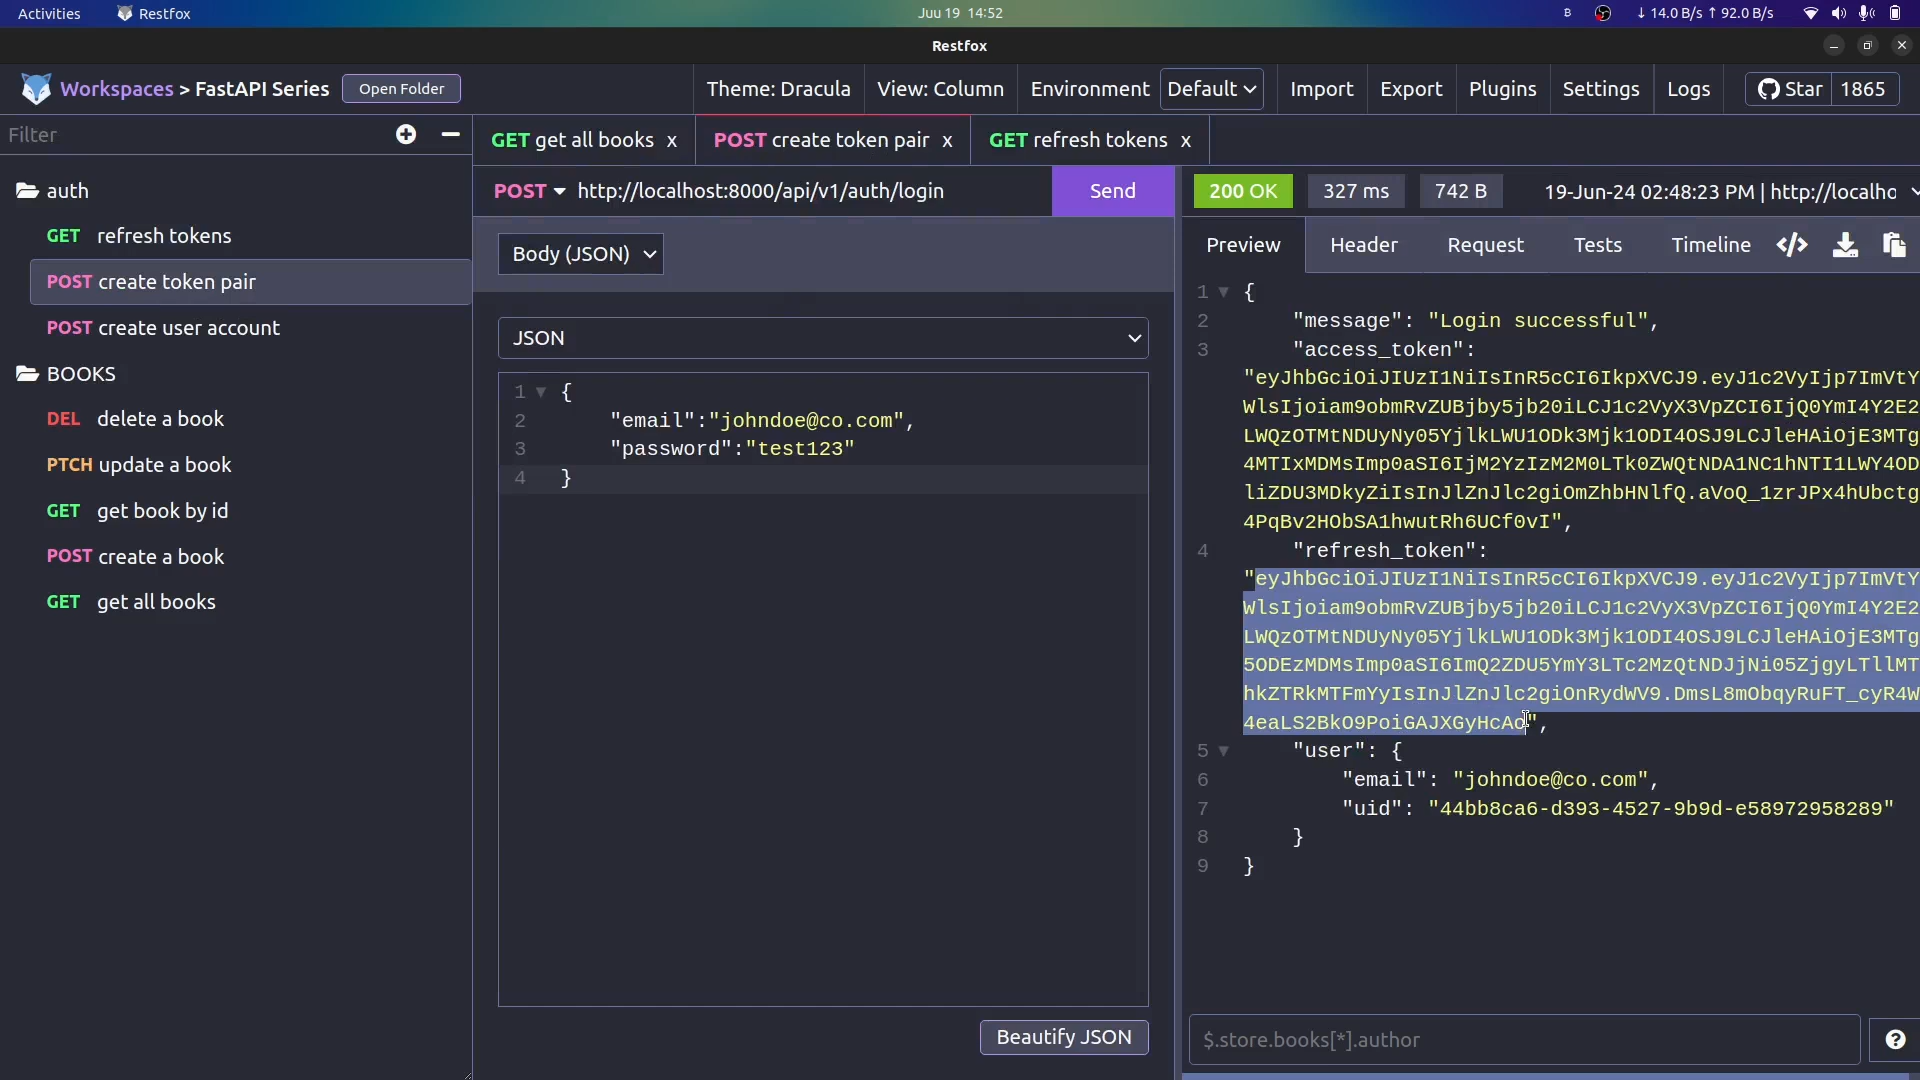 Activities Restfox Juu 19 14:52 ↓ 14.0 B/s ↑ 92.0 B/s
Restfox
Workspaces > FastAPI Series Open Folder Theme: Dracula View: Column Environment Default Import Export Plugins Settings Logs Star 1865
Filter
GET get all books x POST create token pair x GET refresh tokens x
auth
GET refresh tokens
POST create token pair
POST create user account
BOOKS
DEL delete a book
PTCH update a book
GET get book by id
POST create a book
GET get all books
POST http://localhost:8000/api/v1/auth/login Send
Body (JSON)
JSON
1 {
2 "email":"johndoe@co.com",
3 "password":"test123"
4 }
Beautify JSON
200 OK 327 ms 742 B 19-Jun-24 02:48:23 PM | http://localho
Preview Header Request Tests Timeline
1 {
2 "message": "Login successful",
3 "access_token":
"eyJhbGciOiJIUzI1NiIsInR5cCI6IkpXVCJ9.eyJ1c2VyIjp7ImVtY
WlsIjoiam9obmRvZUBjby5jb20iLCJ1c2VyX3VpZCI6IjQ0YmI4Y2E2
LWQzOTMtNDUyNy05YjlkLWU1ODk3Mjk1ODI4OSJ9LCJleHAiOjE3MTg
4MTIxMDMsImp0aSI6IjM2YzIzM2M0LTk0ZWQtNDA1NC1hNTI1LWY4OD
liZDU3MDkyZiIsInJlZnJlc2giOmZhbHNlfQ.aVoQ_1zrJPx4hUbctg
4PqBv2HObSA1hwutRh6UCf0vI",
4 "refresh_token":
"eyJhbGciOiJIUzI1NiIsInR5cCI6IkpXVCJ9.eyJ1c2VyIjp7ImVtY
WlsIjoiam9obmRvZUBjby5jb20iLCJ1c2VyX3VpZCI6IjQ0YmI4Y2E2
LWQzOTMtNDUyNy05YjlkLWU1ODk3Mjk1ODI4OSJ9LCJleHAiOjE3MTg
5ODEzMDMsImp0aSI6ImQ2ZDU5YmY3LTc2MzQtNDJjNi05ZjgyLTllMT
hkZTRkMTFmYyIsInJlZnJlc2giOnRydWV9.DmsL8mObqyRuFT_cyR4W
4eaLS2BkO9PoiGAJXGyHcAo",
5 "user": {
6 "email": "johndoe@co.com",
7 "uid": "44bb8ca6-d393-4527-9b9d-e58972958289"
8 }
9 }
$.store.books[*].author